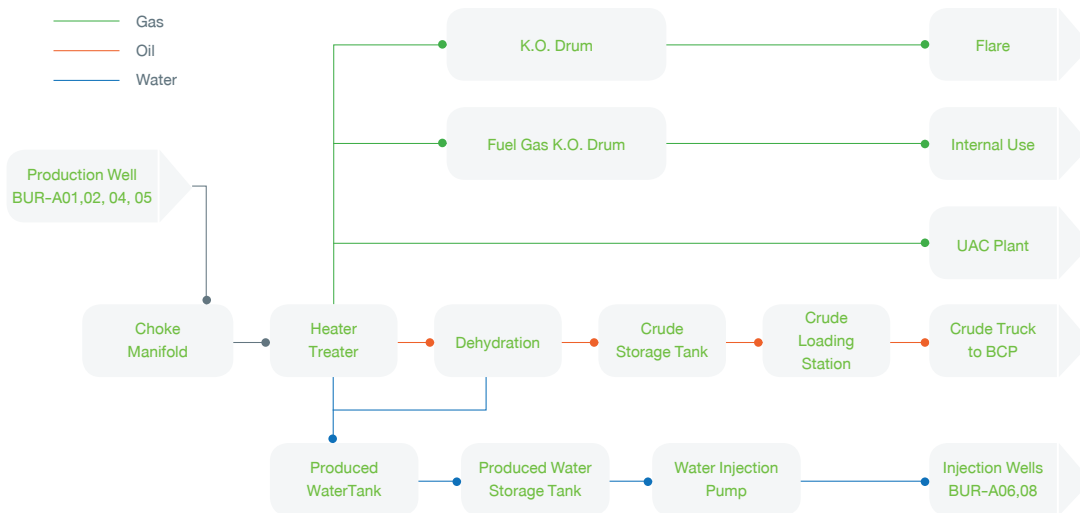 Gas
Oil
Water
K.O. Drum
Flare
Fuel Gas K.O. Drum
Internal Use
Production Well
BUR-A01,02, 04, 05
UAC Plant
Choke
Manifold
Heater
Treater
Dehydration
Crude
Storage Tank
Crude
Loading
Station
Crude Truck
to BCP
Produced
WaterTank
Produced Water
Storage Tank
Water Injection
Pump
Injection Wells
BUR-A06,08